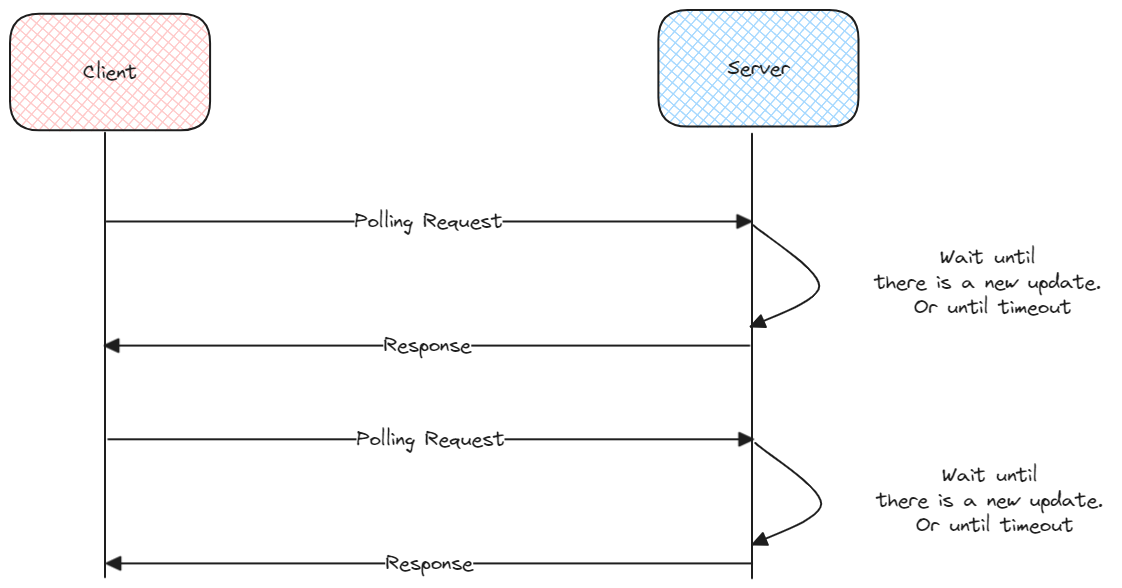 Client
Server
Polling Request
Wait until
there is a new update.
Or until timeout
Response
Polling Request
Wait until
there is a new update.
Or until timeout
Response